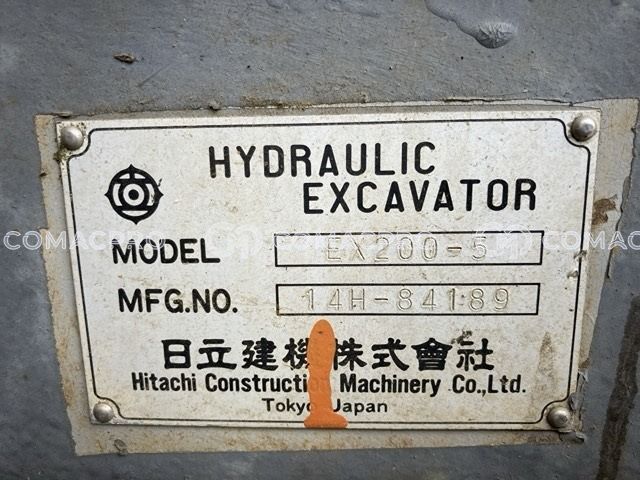 HYDRAULIC
EXCAVATOR
COMACPRO
MODEL EX200-5
MFG.NO. 14H-84189
日立建機株式會社
Hitachi Construction Machinery Co.,Ltd.
Tokyo Japan